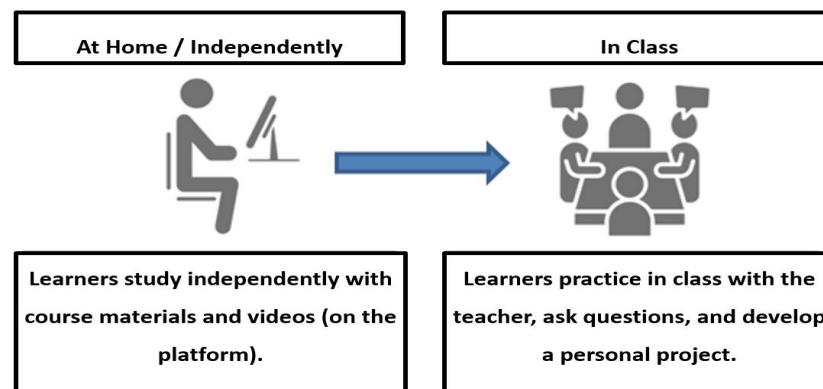 At Home / Independently
In Class
Learners study independently with
course materials and videos (on the
platform).
Learners practice in class with the
teacher, ask questions, and develop
a personal project.